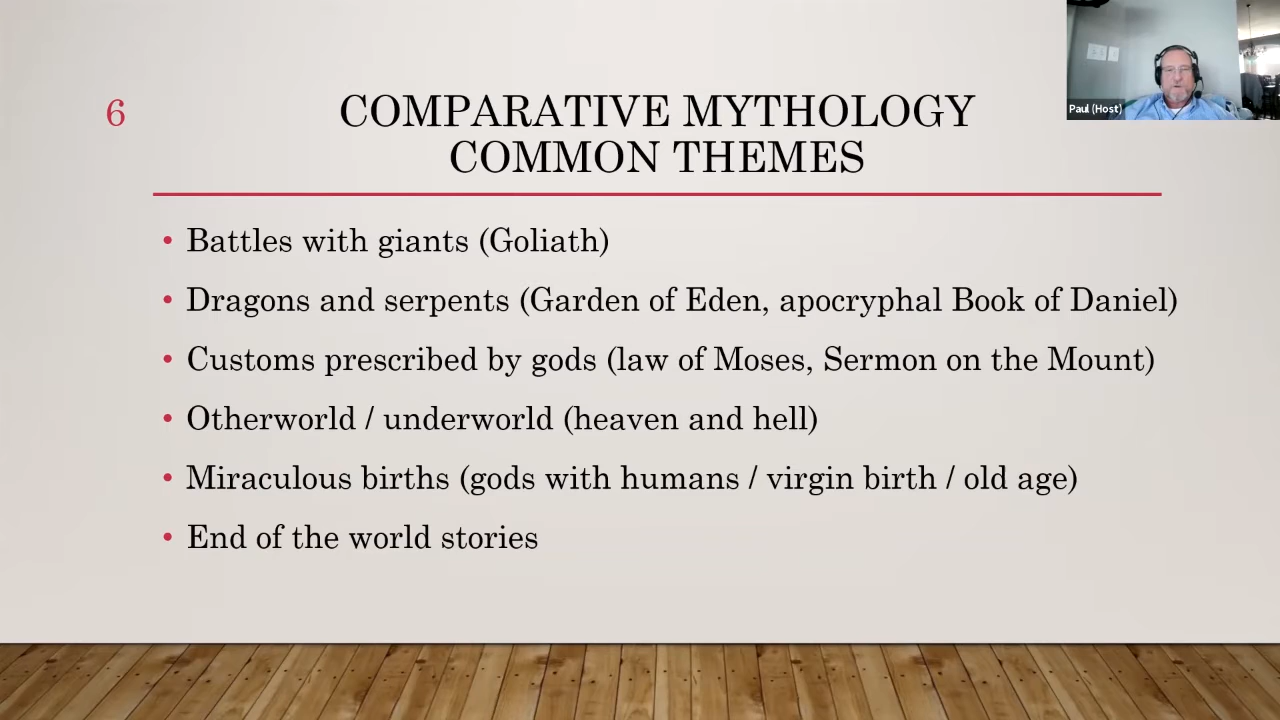 6
COMPARATIVE MYTHOLOGY
COMMON THEMES
Paul (Host)
• Battles with giants (Goliath)
• Dragons and serpents (Garden of Eden, apocryphal Book of Daniel)
• Customs prescribed by gods (law of Moses, Sermon on the Mount)
• Otherworld / underworld (heaven and hell)
• Miraculous births (gods with humans / virgin birth / old age)
• End of the world stories